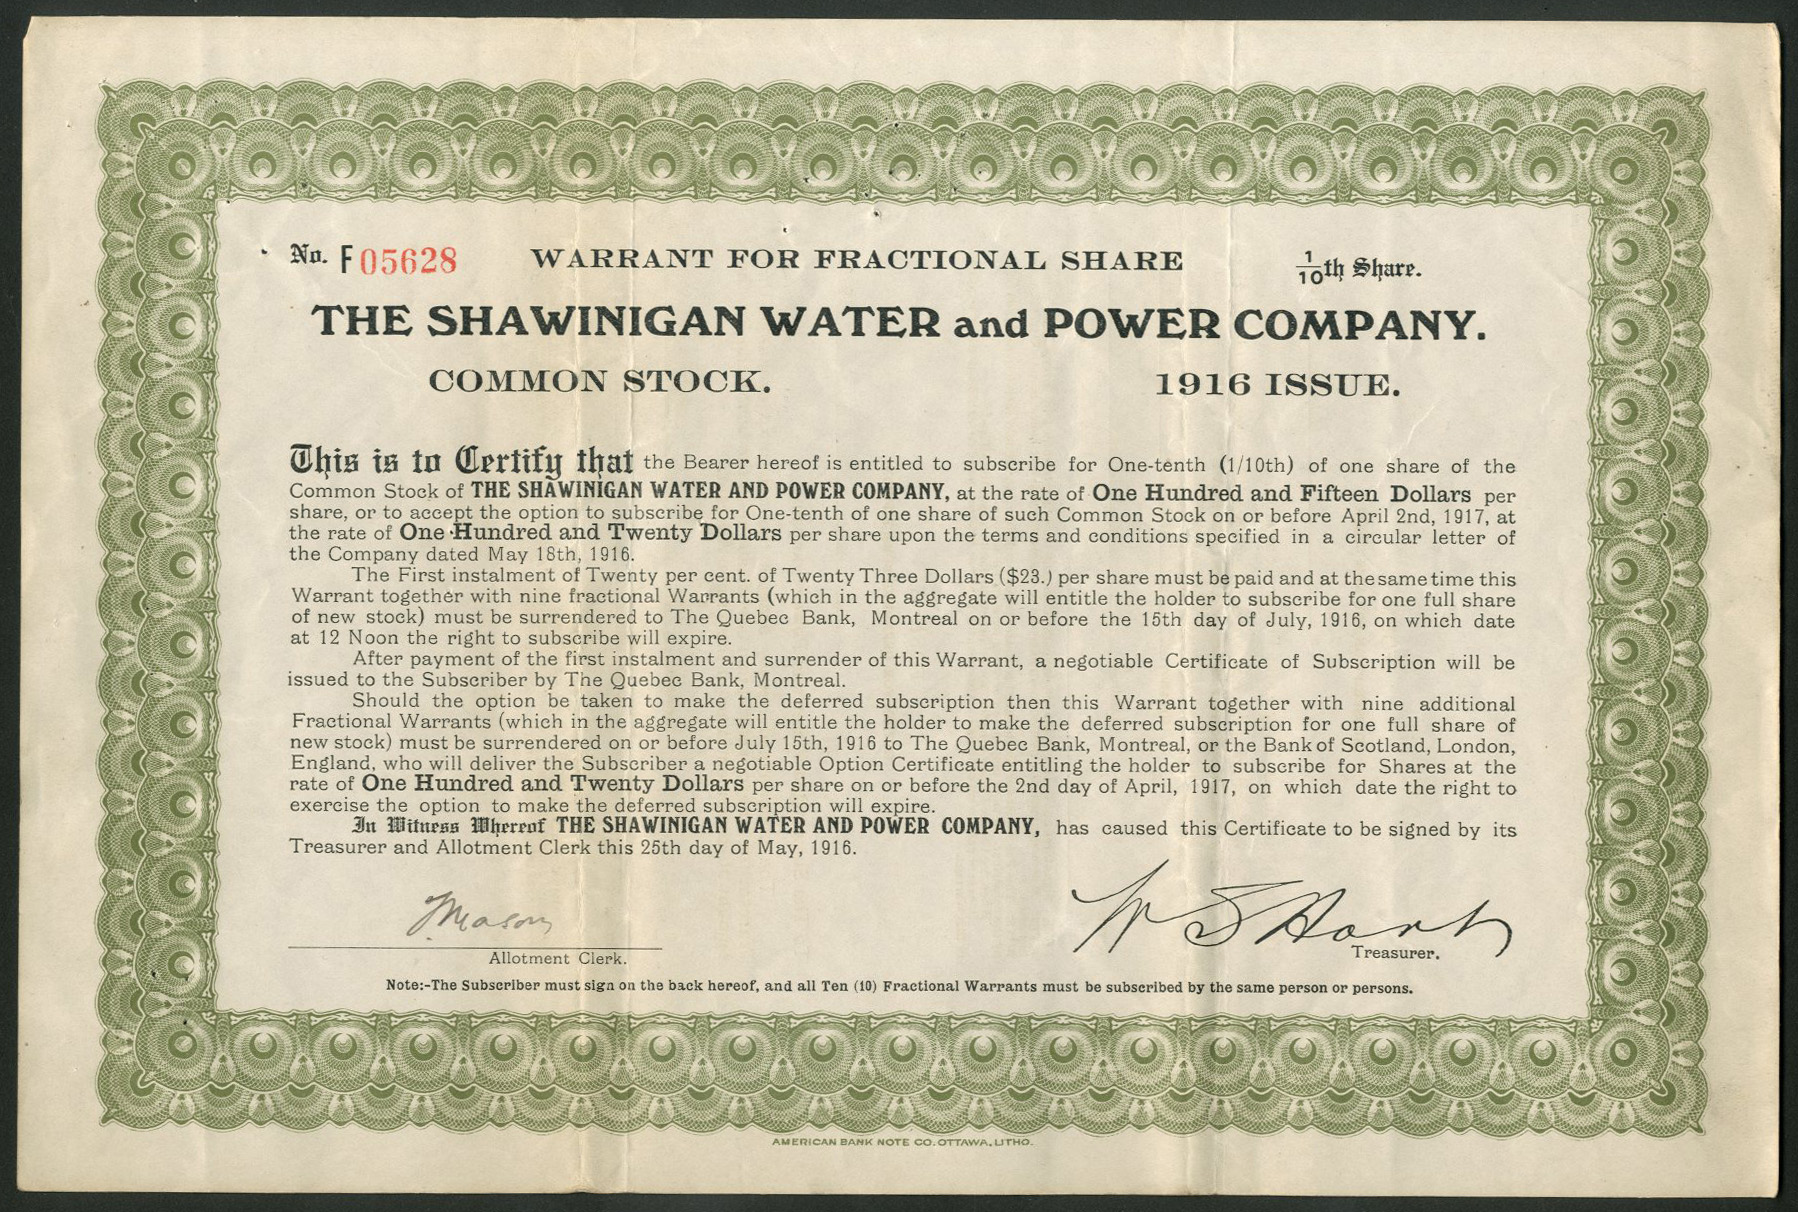 No. F05628 WARRANT FOR FRACTIONAL SHARE 1/10th Share.
THE SHAWINIGAN WATER and POWER COMPANY.
COMMON STOCK. 1916 ISSUE.
This is to Certify that the Bearer hereof is entitled to subscribe for One-tenth (1/10th) of one share of the
Common Stock of THE SHAWINIGAN WATER AND POWER COMPANY, at the rate of One Hundred and Fifteen Dollars per
share, or to accept the option to subscribe for One-tenth of one share of such Common Stock on or before April 2nd, 1917, at
the rate of One Hundred and Twenty Dollars per share upon the terms and conditions specified in a circular letter of
the Company dated May 18th, 1916.
The First instalment of Twenty per cent. of Twenty Three Dollars ($23.) per share must be paid and at the same time this
Warrant together with nine fractional Warrants (which in the aggregate will entitle the holder to subscribe for one full share
of new stock) must be surrendered to The Quebec Bank, Montreal on or before the 15th day of July, 1916, on which date
at 12 Noon the right to subscribe will expire.
After payment of the first instalment and surrender of this Warrant, a negotiable Certificate of Subscription will be
issued to the Subscriber by The Quebec Bank, Montreal.
Should the option be taken to make the deferred subscription then this Warrant together with nine additional
Fractional Warrants (which in the aggregate will entitle the holder to make the deferred subscription for one full share of
new stock) must be surrendered on or before July 15th, 1916 to The Quebec Bank, Montreal, or the Bank of Scotland, London,
England, who will deliver the Subscriber a negotiable Option Certificate entitling the holder to subscribe for Shares at the
rate of One Hundred and Twenty Dollars per share on or before the 2nd day of April, 1917, on which date the right to
exercise the option to make the deferred subscription will expire.
In Witness Whereof THE SHAWINIGAN WATER AND POWER COMPANY, has caused this Certificate to be signed by its
Treasurer and Allotment Clerk this 25th day of May, 1916.
J Mason W S Hart
Allotment Clerk. Treasurer.
Note:-The Subscriber must sign on the back hereof, and all Ten (10) Fractional Warrants must be subscribed by the same person or persons.
AMERICAN BANK NOTE CO. OTTAWA, LITHO.